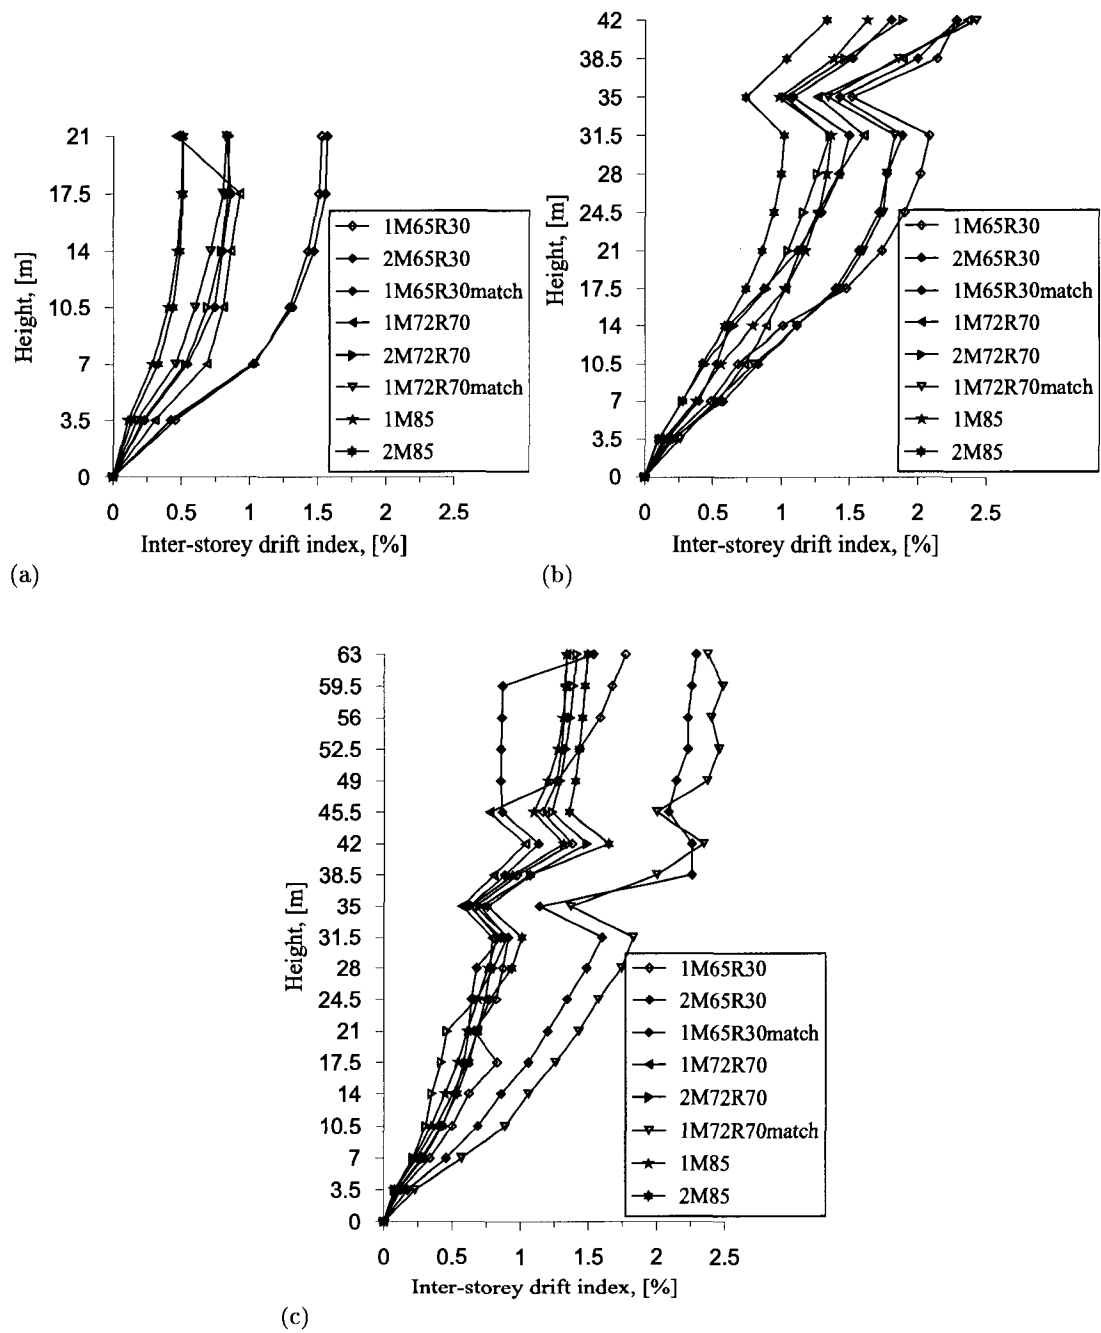 21
17.5
14
10.5
7
3.5
0
Height, [m]
0 0.5 1 1.5 2 2.5
Inter-storey drift index, [%]
1M65R30
2M65R30
1M65R30match
1M72R70
2M72R70
1M72R70match
1M85
2M85
(a)
42
38.5
35
31.5
28
24.5
21
17.5
14
10.5
7
3.5
0
Height, [m]
0 0.5 1 1.5 2 2.5
Inter-storey drift index, [%]
1M65R30
2M65R30
1M65R30match
1M72R70
2M72R70
1M72R70match
1M85
2M85
(b)
63
59.5
56
52.5
49
45.5
42
38.5
35
31.5
28
24.5
21
17.5
14
10.5
7
3.5
0
Height, [m]
0 0.5 1 1.5 2 2.5
Inter-storey drift index, [%]
1M65R30
2M65R30
1M65R30match
1M72R70
2M72R70
1M72R70match
1M85
2M85
(c)